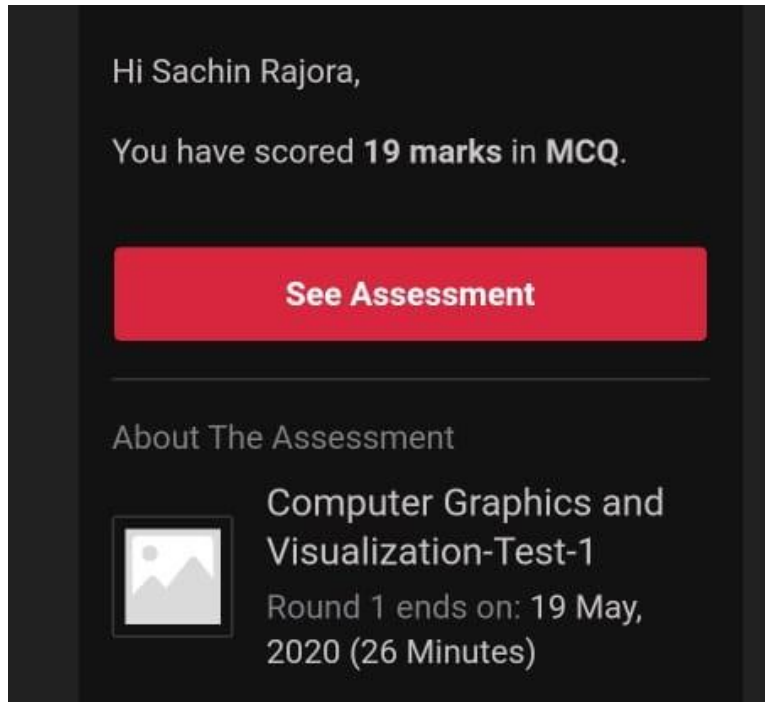 Hi Sachin Rajora,
You have scored 19 marks in MCQ.
See Assessment
About The Assessment
Computer Graphics and
Visualization-Test-1
Round 1 ends on: 19 May,
2020 (26 Minutes)